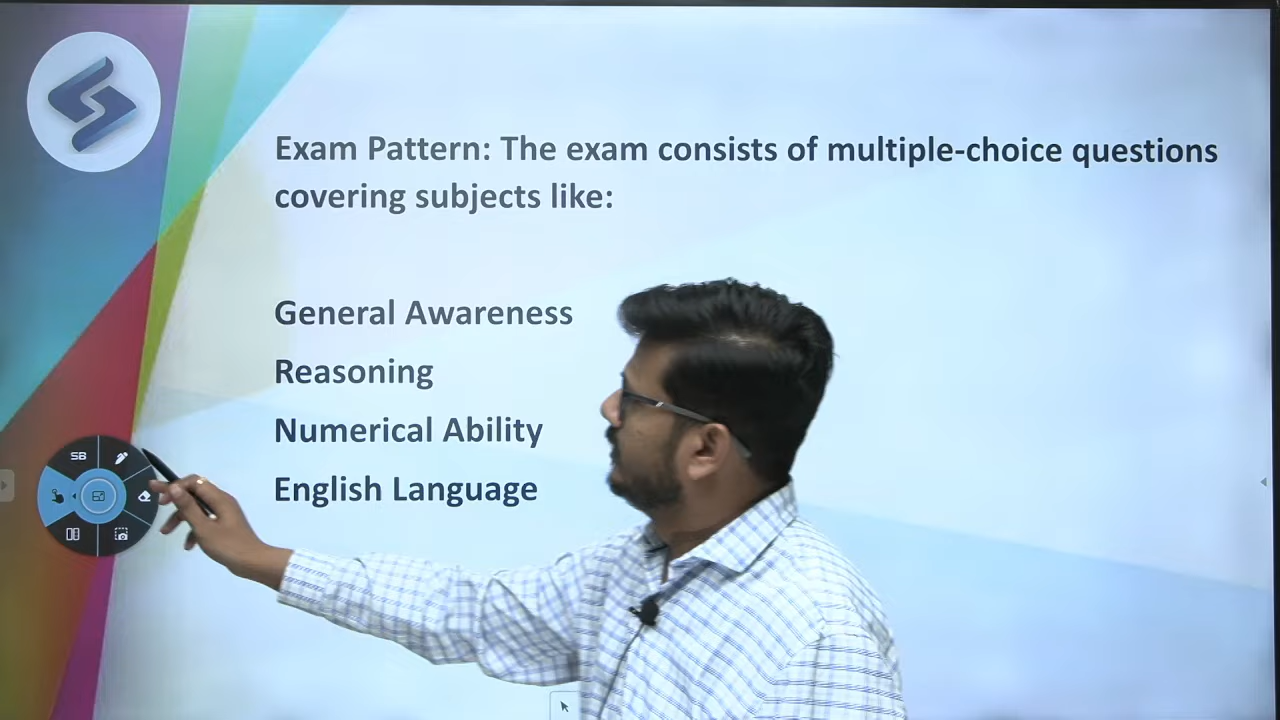 Exam Pattern: The exam consists of multiple-choice questions
covering subjects like:
General Awareness
Reasoning
Numerical Ability
English Language
SB